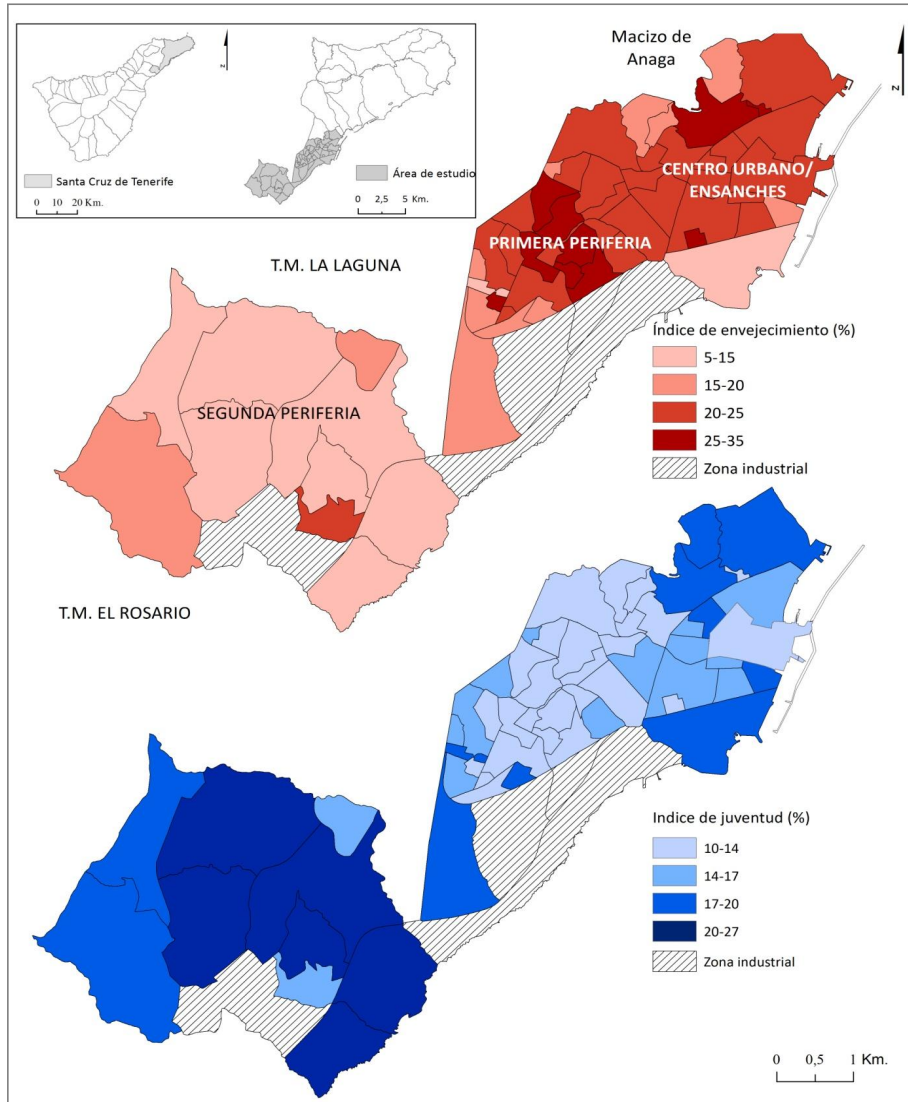 Macizo de
Anaga
N
N
Santa Cruz de Tenerife
Área de estudio
0 10 20 Km.
0 2,5 5 Km.
CENTRO URBANO/
ENSANCHES
PRIMERA PERIFERIA
T.M. LA LAGUNA
Índice de envejecimiento (%)
5-15
15-20
20-25
25-35
Zona industrial
SEGUNDA PERIFERIA
T.M. EL ROSARIO
Indice de juventud (%)
10-14
14-17
17-20
20-27
Zona industrial
0 0,5 1 Km.